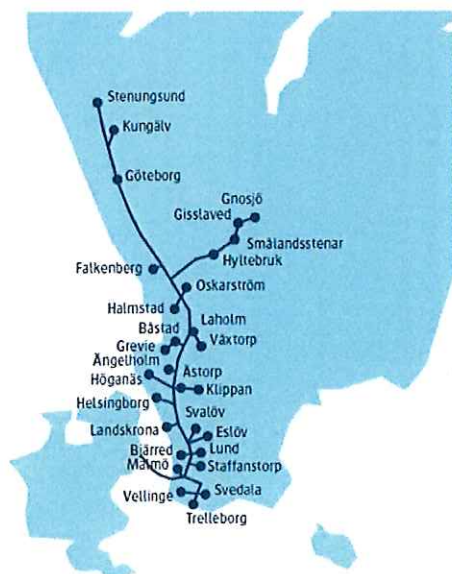 Stenungsund
Kungälv
Göteborg
Gnosjö
Gisslaved
Smålandsstenar
Hyltebruk
Falkenberg
Oskarström
Halmstad
Laholm
Båstad
Växtorp
Grevie
Ängelholm
Åstorp
Höganäs
Klippan
Helsingborg
Svalöv
Landskrona
Eslöv
Bjärred
Lund
Malmö
Staffanstorp
Vellinge
Svedala
Trelleborg